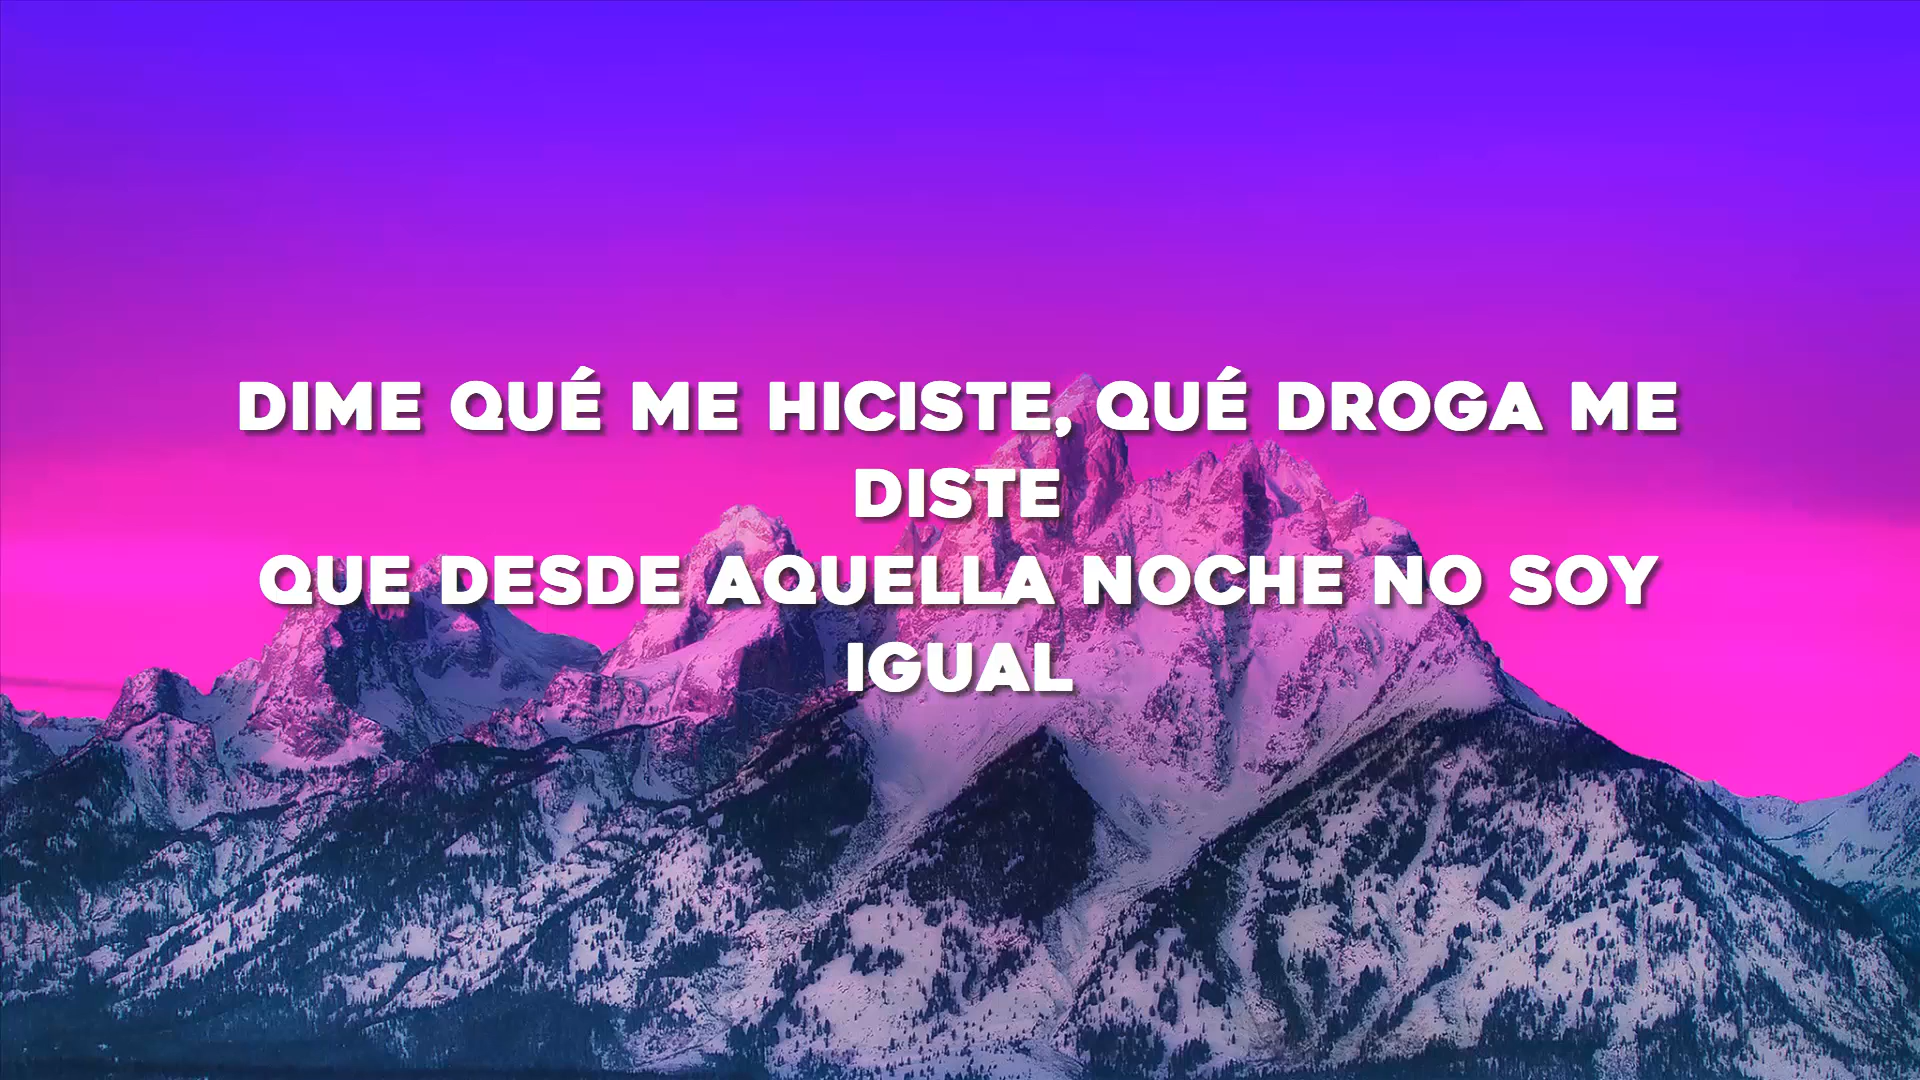 DIME QUÉ ME HICISTE, QUÉ DROGA ME
DISTE
QUE DESDE AQUELLA NOCHE NO SOY
IGUAL